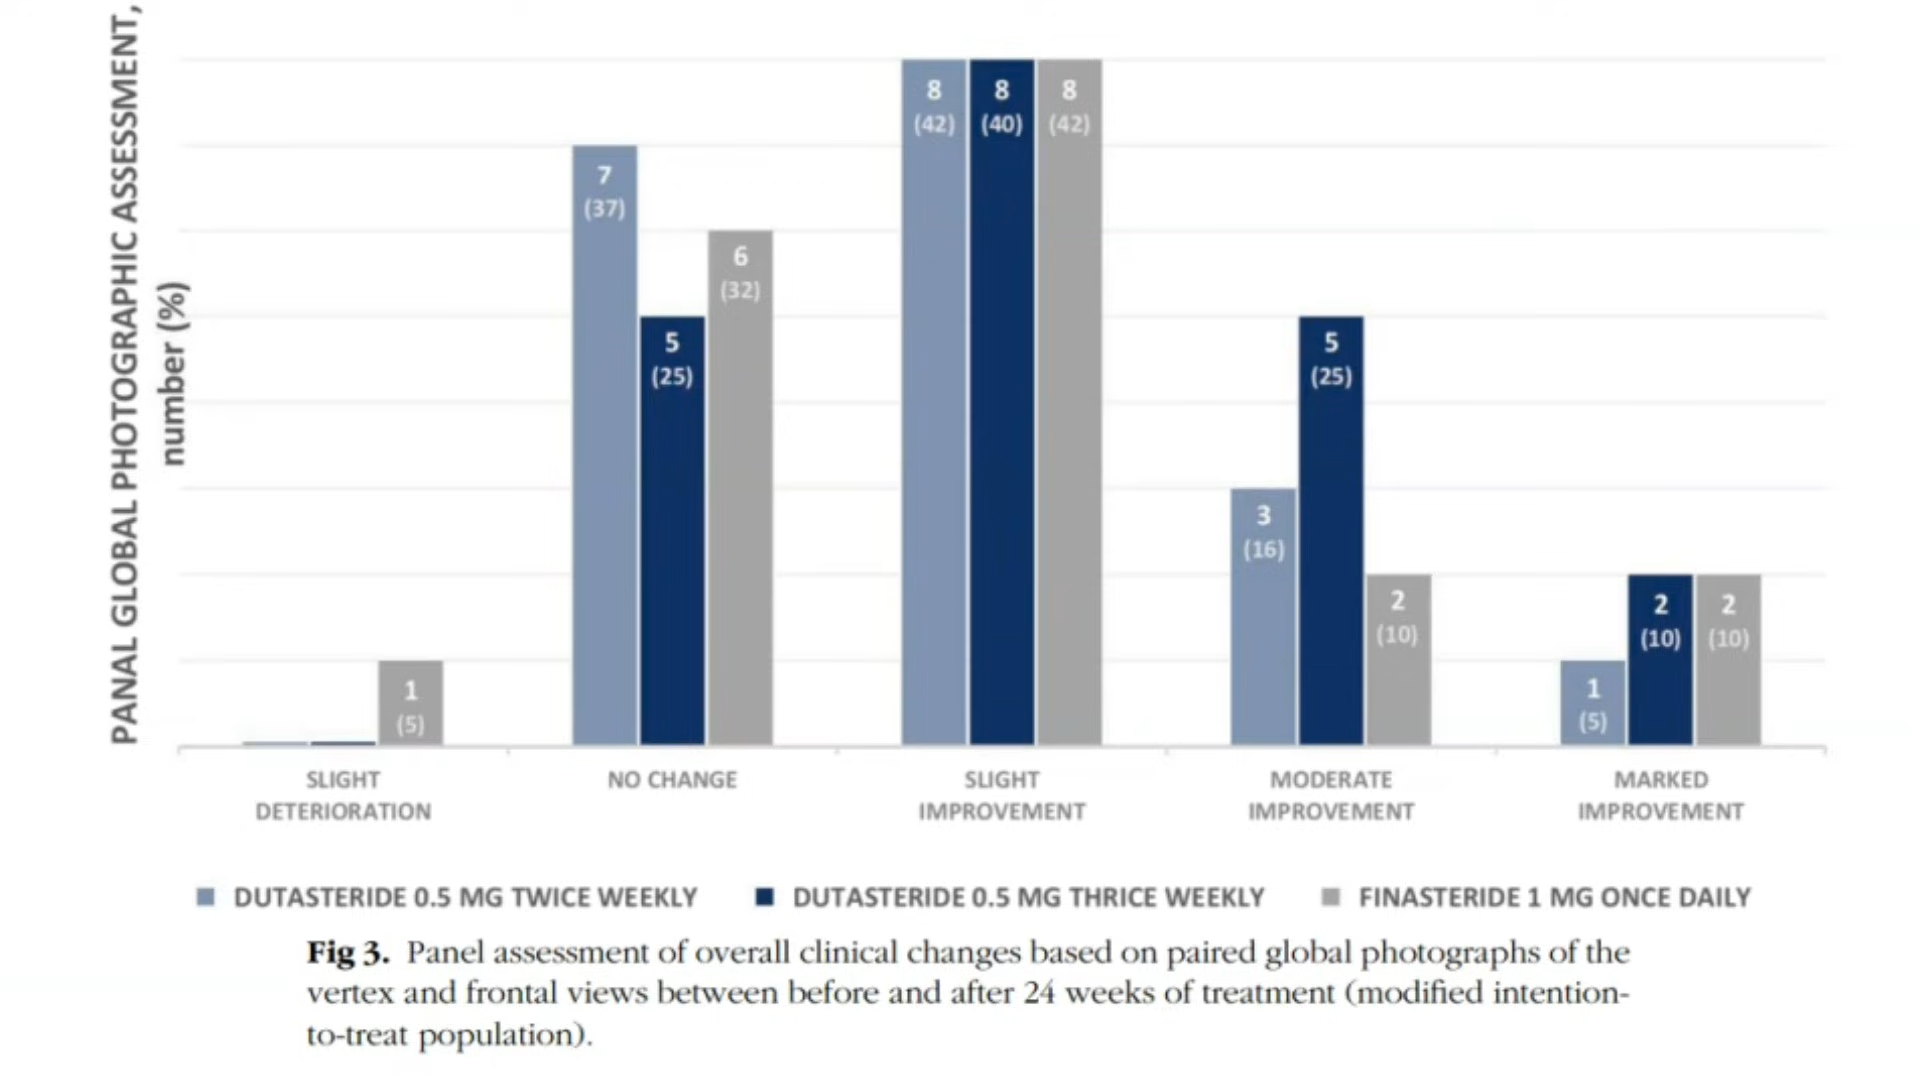 PANAL GLOBAL PHOTOGRAPHIC ASSESSMENT,
number (%)
1
(5)
7
(37)
5
(25)
6
(32)
8
(42)
8
(40)
8
(42)
3
(16)
5
(25)
2
(10)
1
(5)
2
(10)
2
(10)
SLIGHT
DETERIORATION
NO CHANGE
SLIGHT
IMPROVEMENT
MODERATE
IMPROVEMENT
MARKED
IMPROVEMENT
DUTASTERIDE 0.5 MG TWICE WEEKLY
DUTASTERIDE 0.5 MG THRICE WEEKLY
FINASTERIDE 1 MG ONCE DAILY
Fig 3. Panel assessment of overall clinical changes based on paired global photographs of the
vertex and frontal views between before and after 24 weeks of treatment (modified intention-
to-treat population).